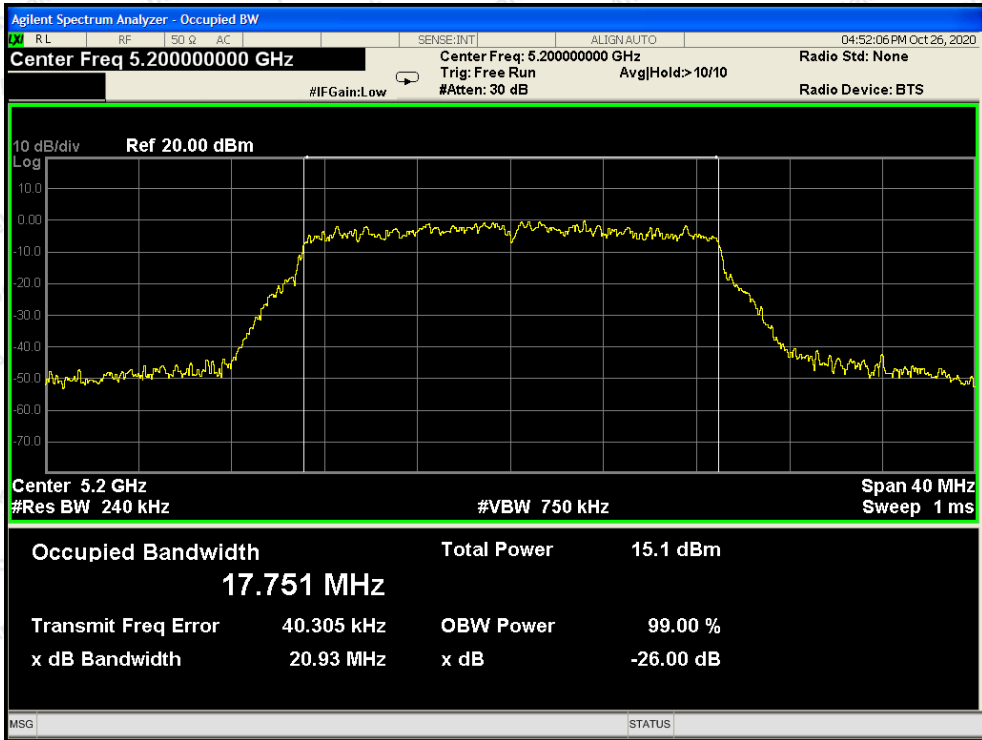 Agilent Spectrum Analyzer - Occupied BW
LXI RL RF 50 Ω AC SENSE:INT ALIGN AUTO 04:52:06 PM Oct 26, 2020
Center Freq 5.200000000 GHz Center Freq: 5.200000000 GHz Radio Std: None
Trig: Free Run Avg|Hold:> 10/10
#IFGain:Low #Atten: 30 dB Radio Device: BTS
10 dB/div Ref 20.00 dBm
Log
10.0
0.00
-10.0
-20.0
-30.0
-40.0
-50.0
-60.0
-70.0
Center 5.2 GHz Span 40 MHz
#Res BW 240 kHz #VBW 750 kHz Sweep 1 ms
Occupied Bandwidth Total Power 15.1 dBm
17.751 MHz
Transmit Freq Error 40.305 kHz OBW Power 99.00 %
x dB Bandwidth 20.93 MHz x dB -26.00 dB
MSG STATUS